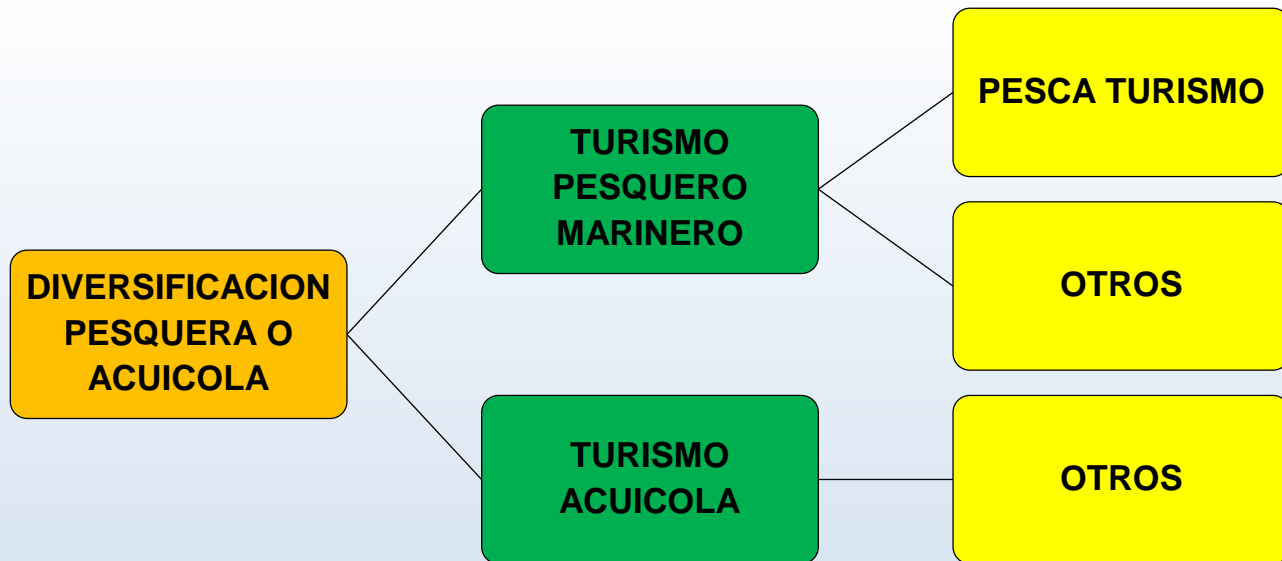 DIVERSIFICACION
PESQUERA O
ACUICOLA
TURISMO
PESQUERO
MARINERO
PESCA TURISMO
OTROS
TURISMO
ACUICOLA
OTROS